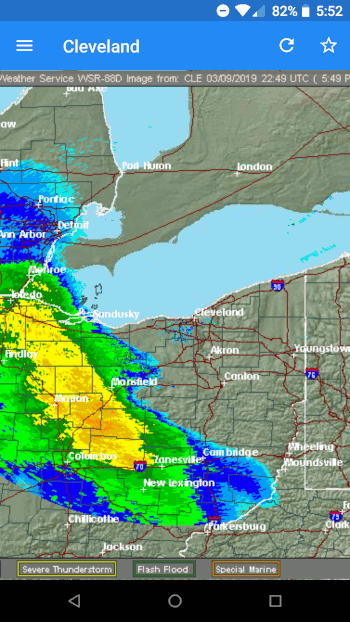 82% 5:52
Cleveland
Weather Service WSR-88D Image from: CLE 03/09/2019 22:49 UTC ( 5:49 P
Bad Axe
aw
Flint
Port Huron
London
Pontiac
Ann Arbor
Detroit
Monroe
Toledo
90
Sandusky
Cleveland
Findlay
Akron
Youngstow
76
Mansfield
Canton
Marion
Wheeling
Columbus
Cambridge
70
Zanesville
Moundsville
New Lexington
Chillicothe
Parkersburg
Clark
Jackson
Severe Thunderstorm Flash Flood Special Marine